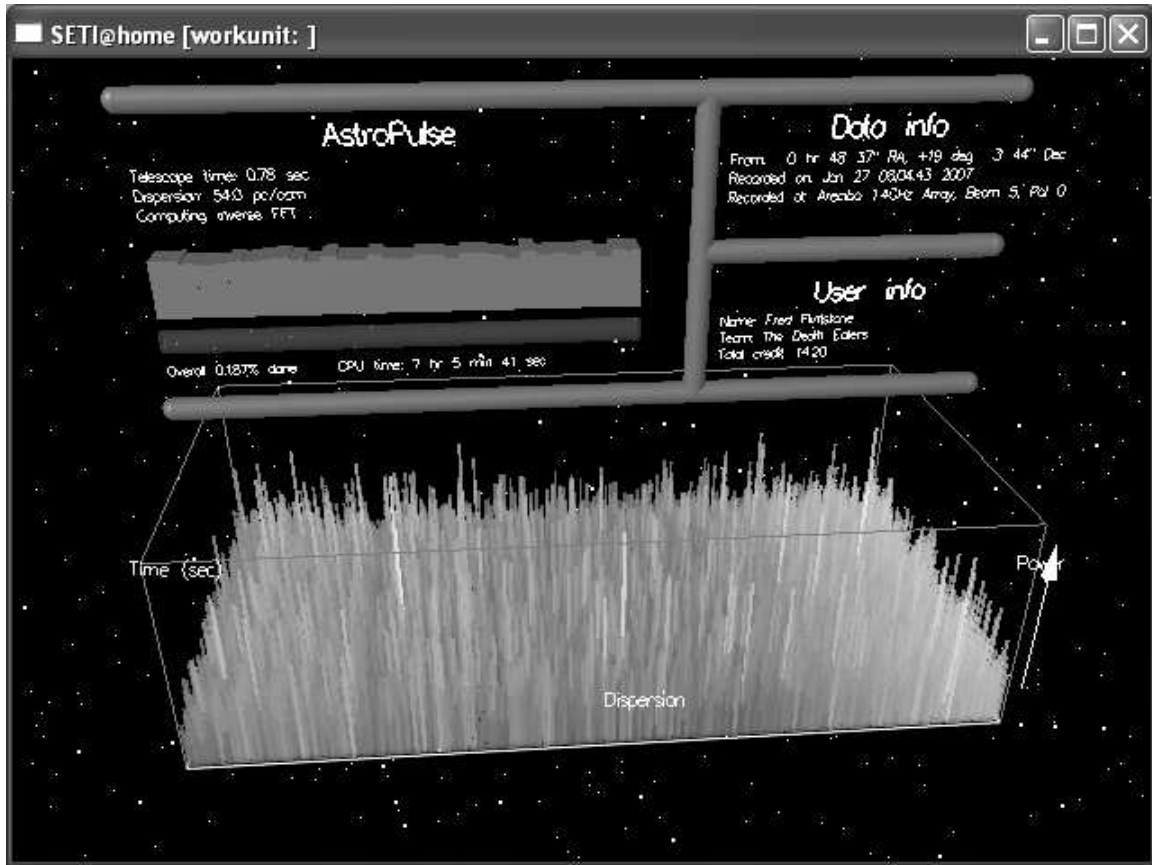 SETI@home [workunit: ]
AstroPulse
Telescope time: 0.78 sec
Dispersion: 54.0 pc/ccm
Computing inverse FFT
Overall 0.187% done
CPU time: 7 hr 5 min 41 sec
Data info
From: 0 hr 48' 37" RA, +19 deg 3' 44" Dec
Recorded on: Jan 27 08:04:43 2007
Recorded at: Arecibo 1.4GHz Array, Beam 5, Pol 0
User info
Name: Fred Flintstone
Team: The Death Eaters
Total credit: 1420
Time (sec)
Power
Dispersion